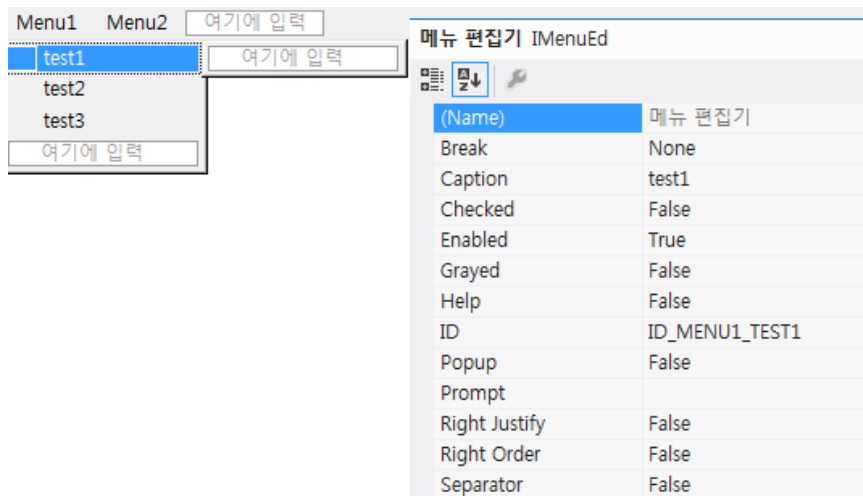 Menu1 Menu2 여기에 입력
test1 여기에 입력
test2
test3
여기에 입력
메뉴 편집기 IMenuEd
(Name) 메뉴 편집기
Break None
Caption test1
Checked False
Enabled True
Grayed False
Help False
ID ID_MENU1_TEST1
Popup False
Prompt
Right Justify False
Right Order False
Separator False